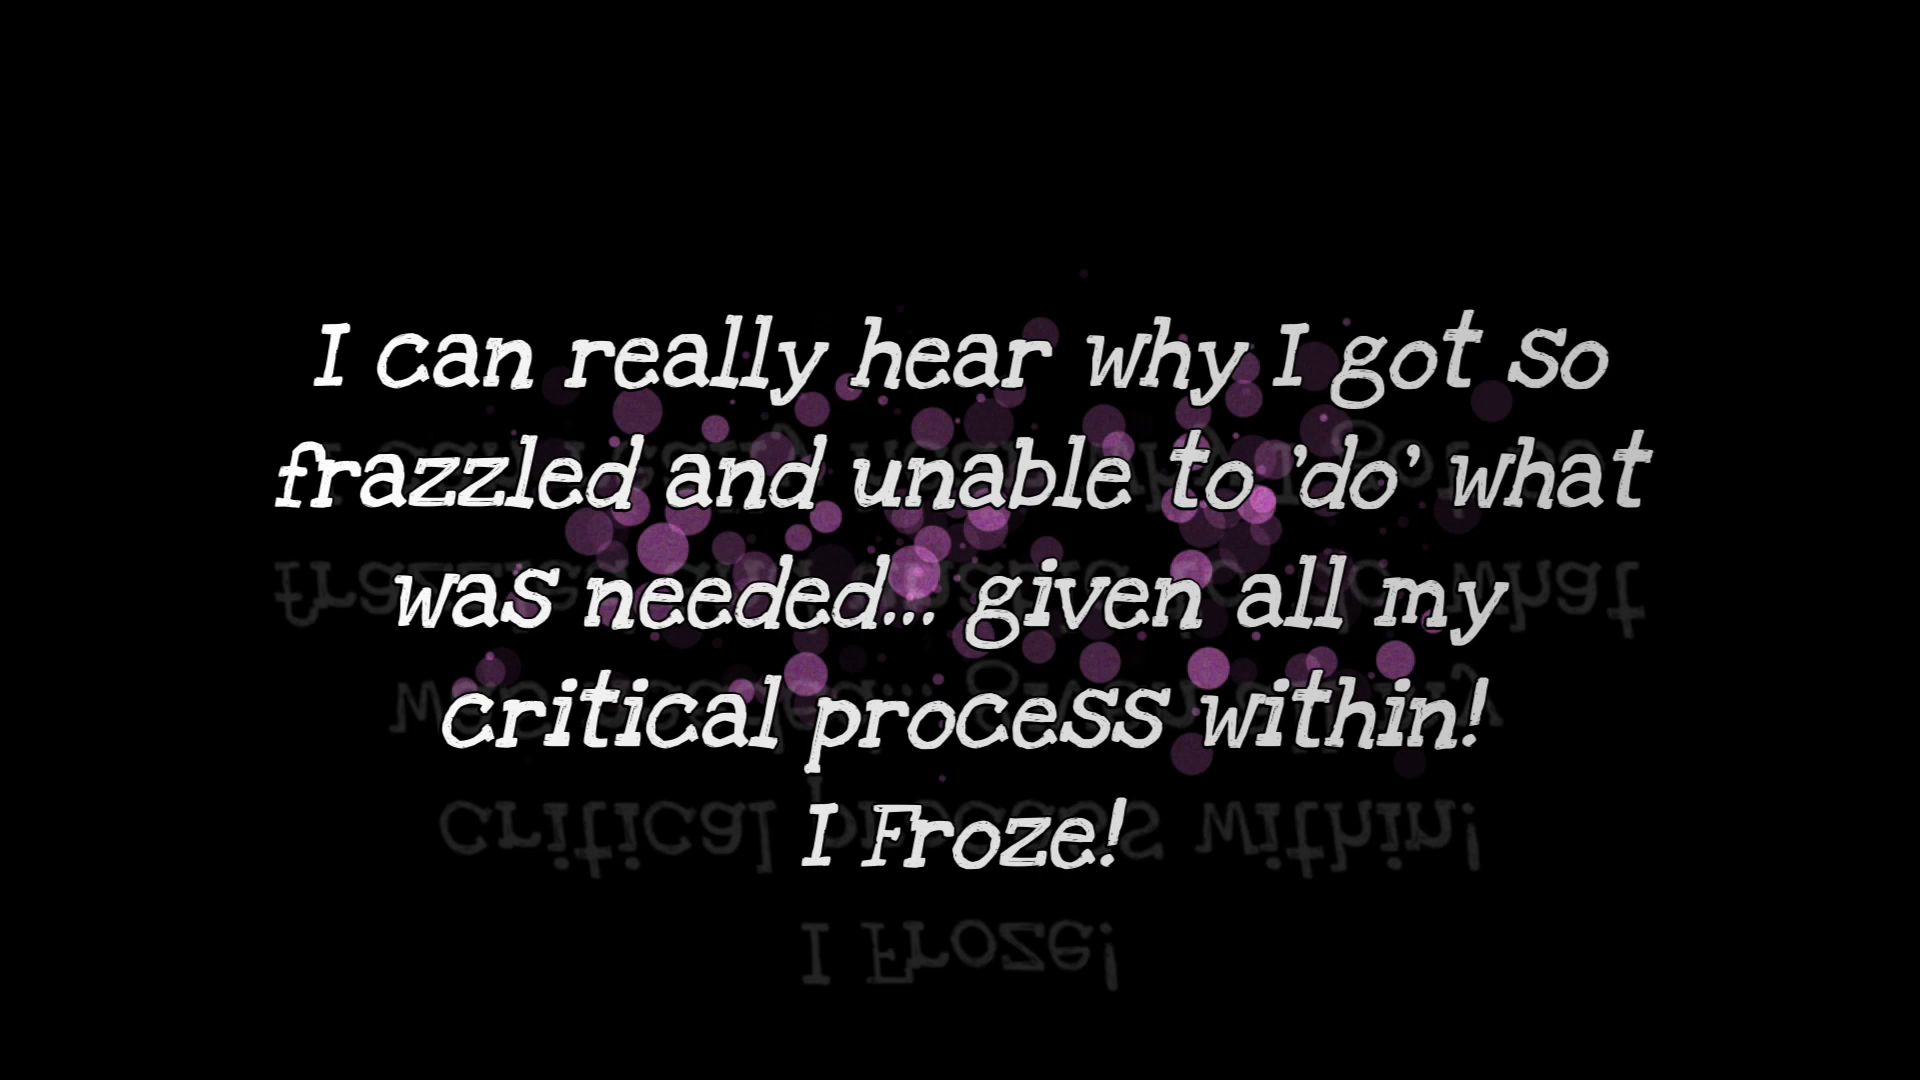 I can really hear why I got so
frazzled and unable to 'do' what
was needed... given all my
critical process within!
I Froze!